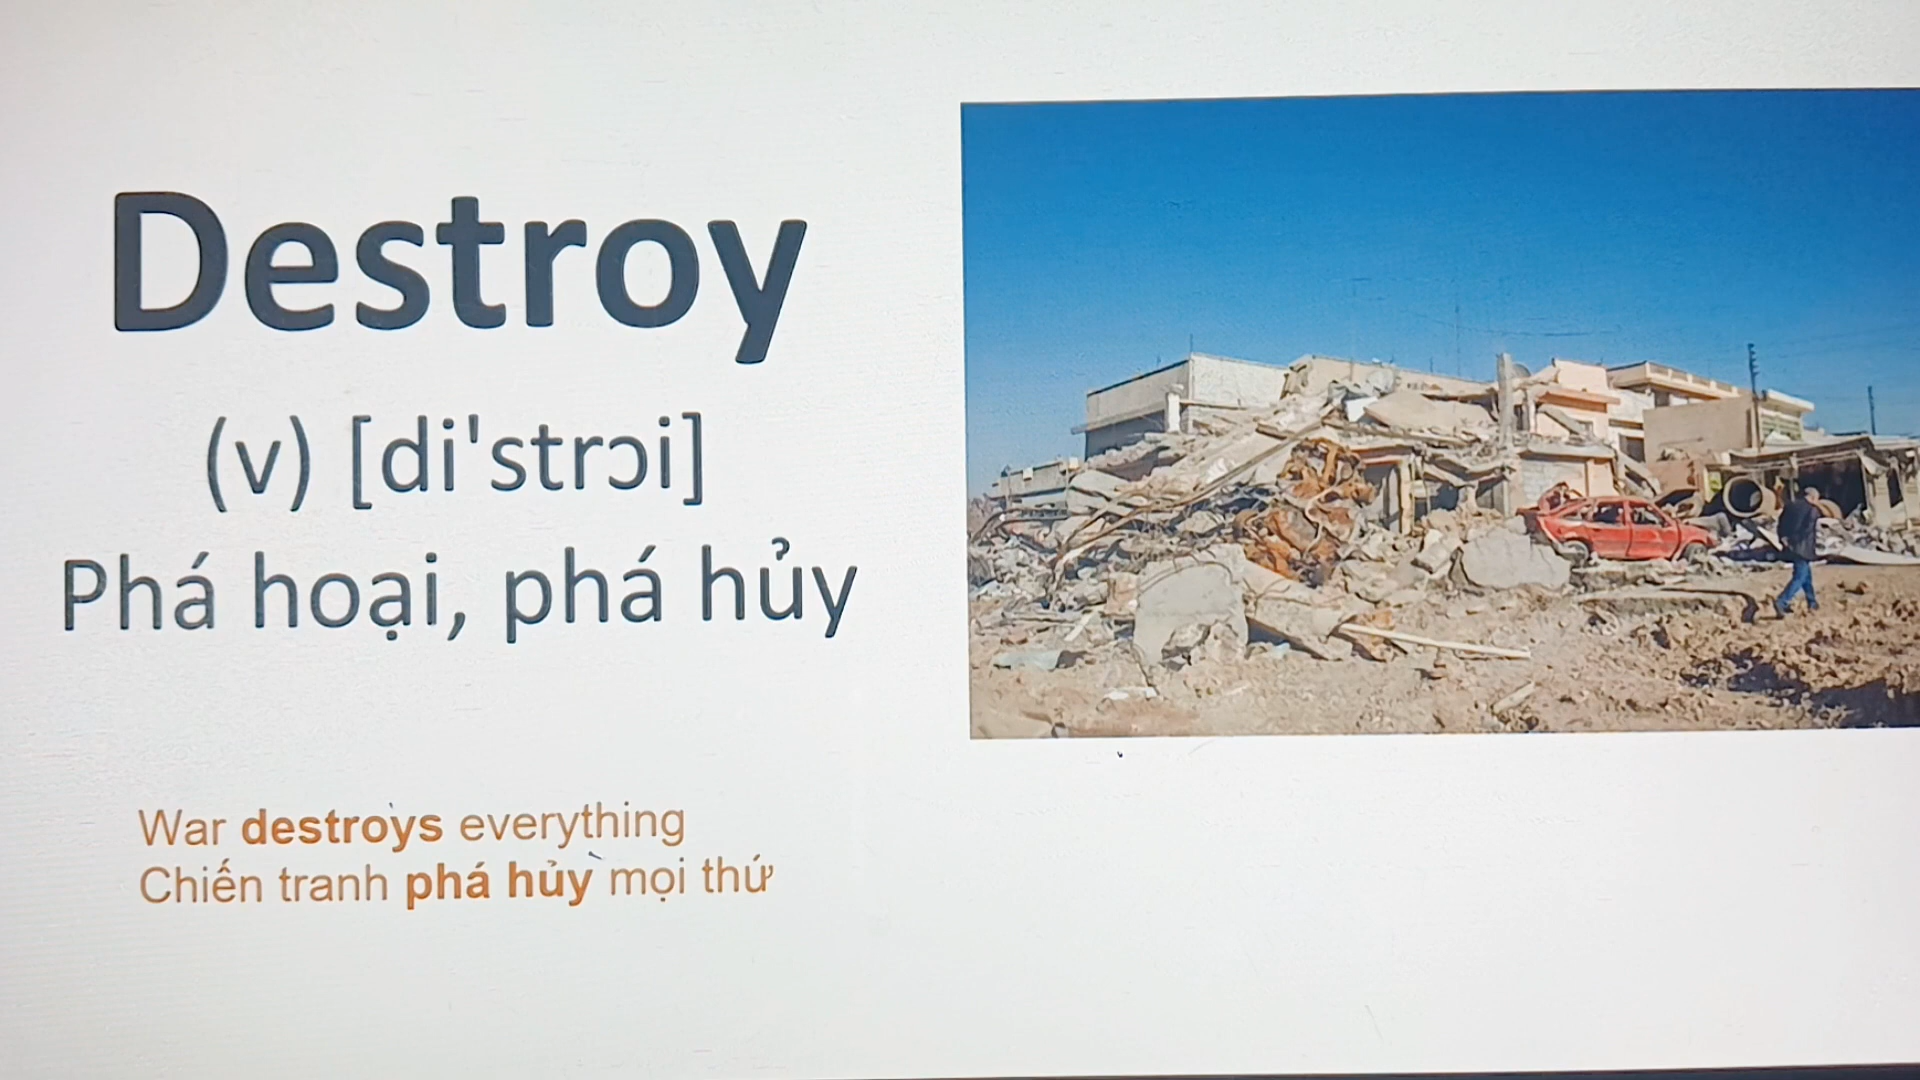 Destroy
(v) [di'strɔi]
Phá hoại, phá hủy
War destroys everything
Chiến tranh phá hủy mọi thứ